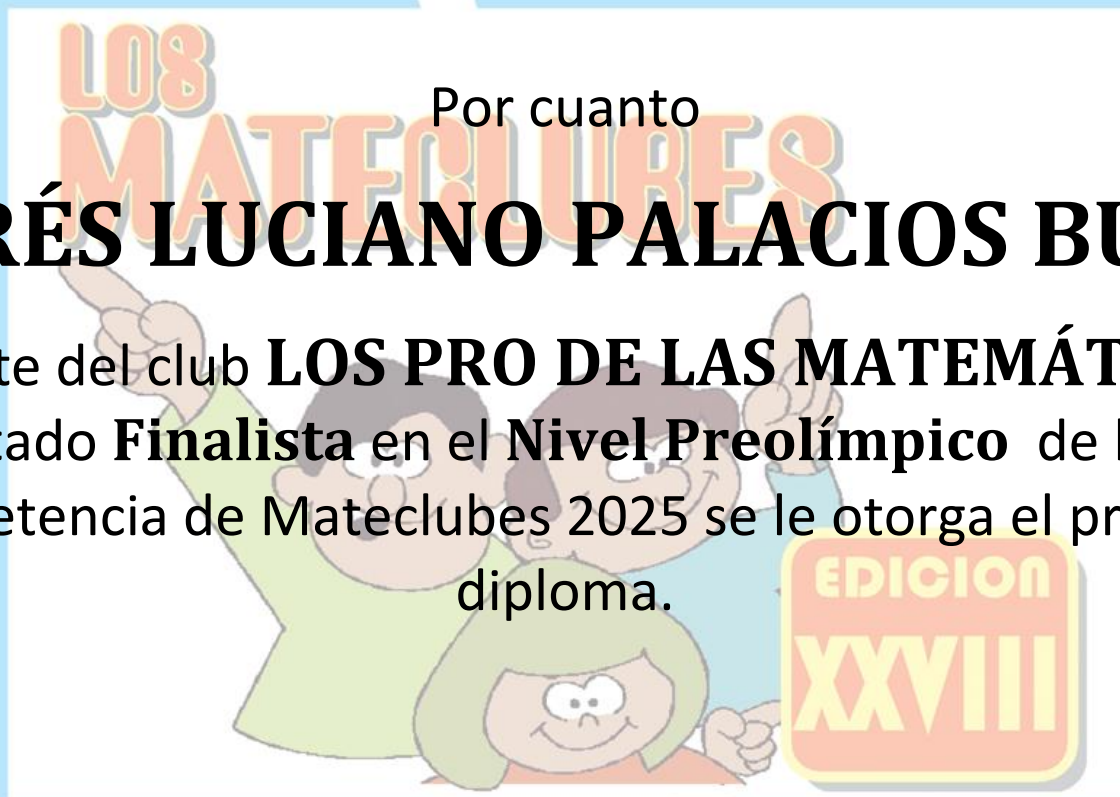 LOS
MATECLUBES
Por cuanto
RÉS LUCIANO PALACIOS BU
te del club LOS PRO DE LAS MATEMÁT
tado Finalista en el Nivel Preolímpico de l
etencia de Mateclubes 2025 se le otorga el pr
diploma.
EDICION
XXVIII